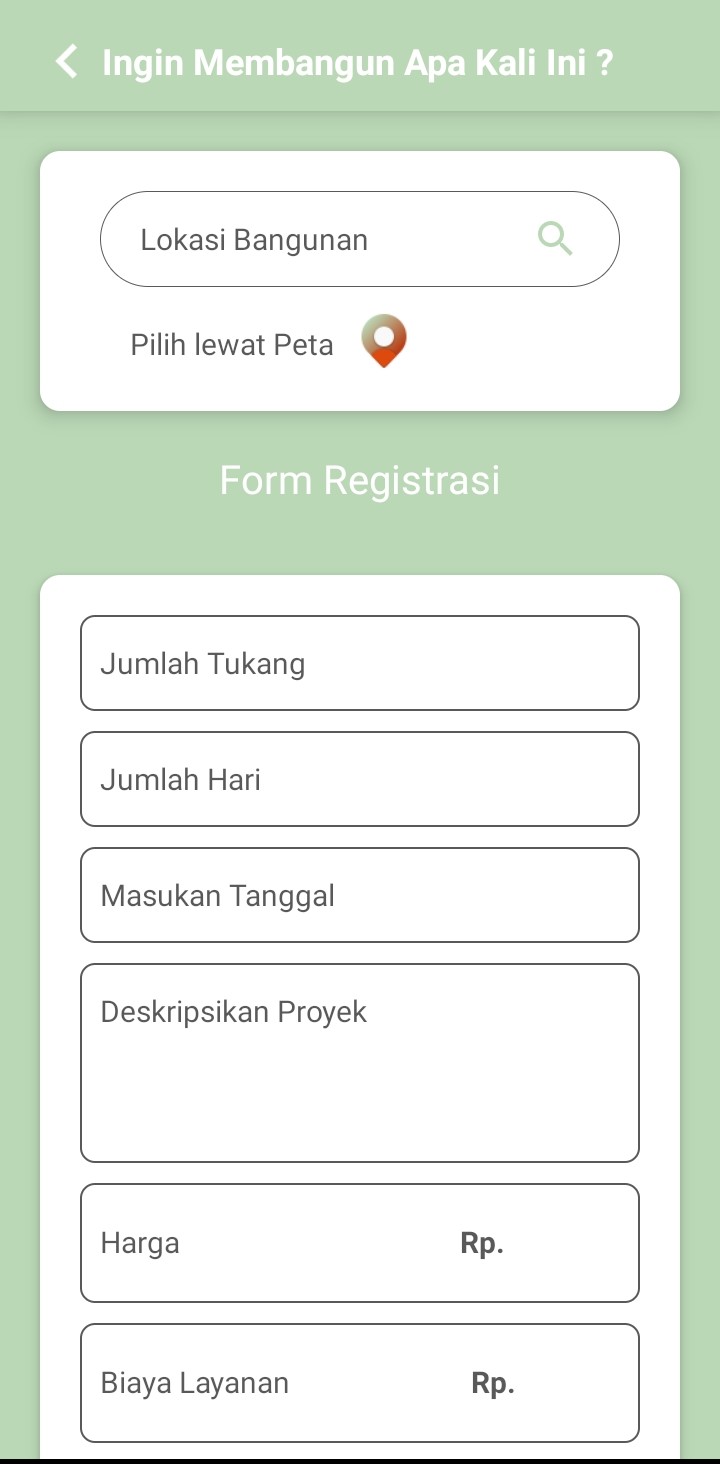 Ingin Membangun Apa Kali Ini ?
Lokasi Bangunan
Pilih lewat Peta
Form Registrasi
Jumlah Tukang
Jumlah Hari
Masukan Tanggal
Deskripsikan Proyek
Harga Rp.
Biaya Layanan Rp.